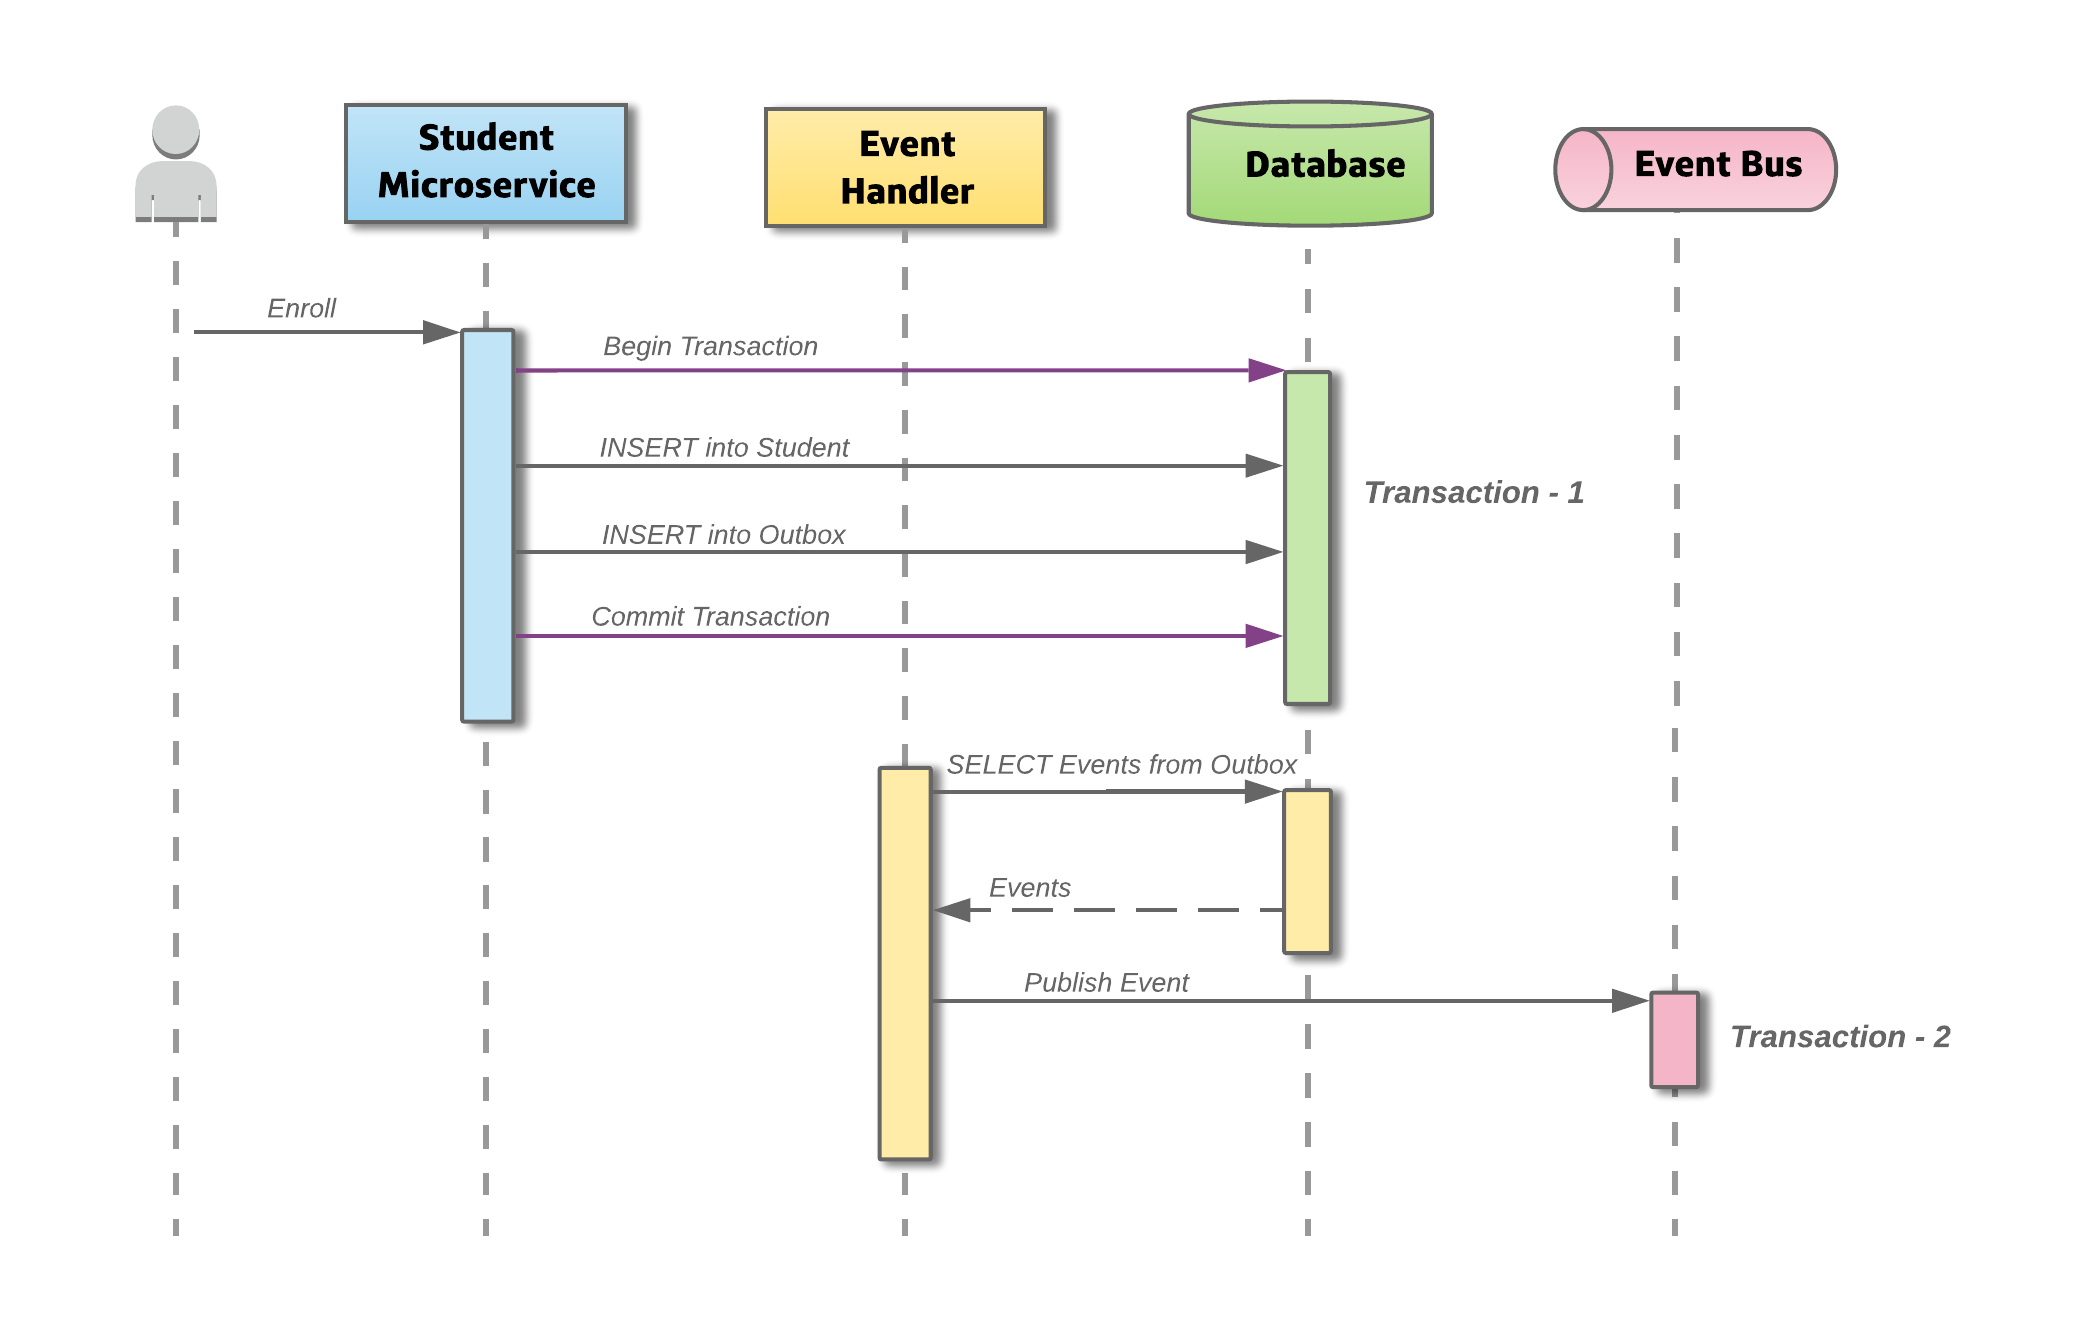 Student
Microservice
Event
Handler
Database
Event Bus
Enroll
Begin Transaction
INSERT into Student
Transaction - 1
INSERT into Outbox
Commit Transaction
SELECT Events from Outbox
Events
Publish Event
Transaction - 2